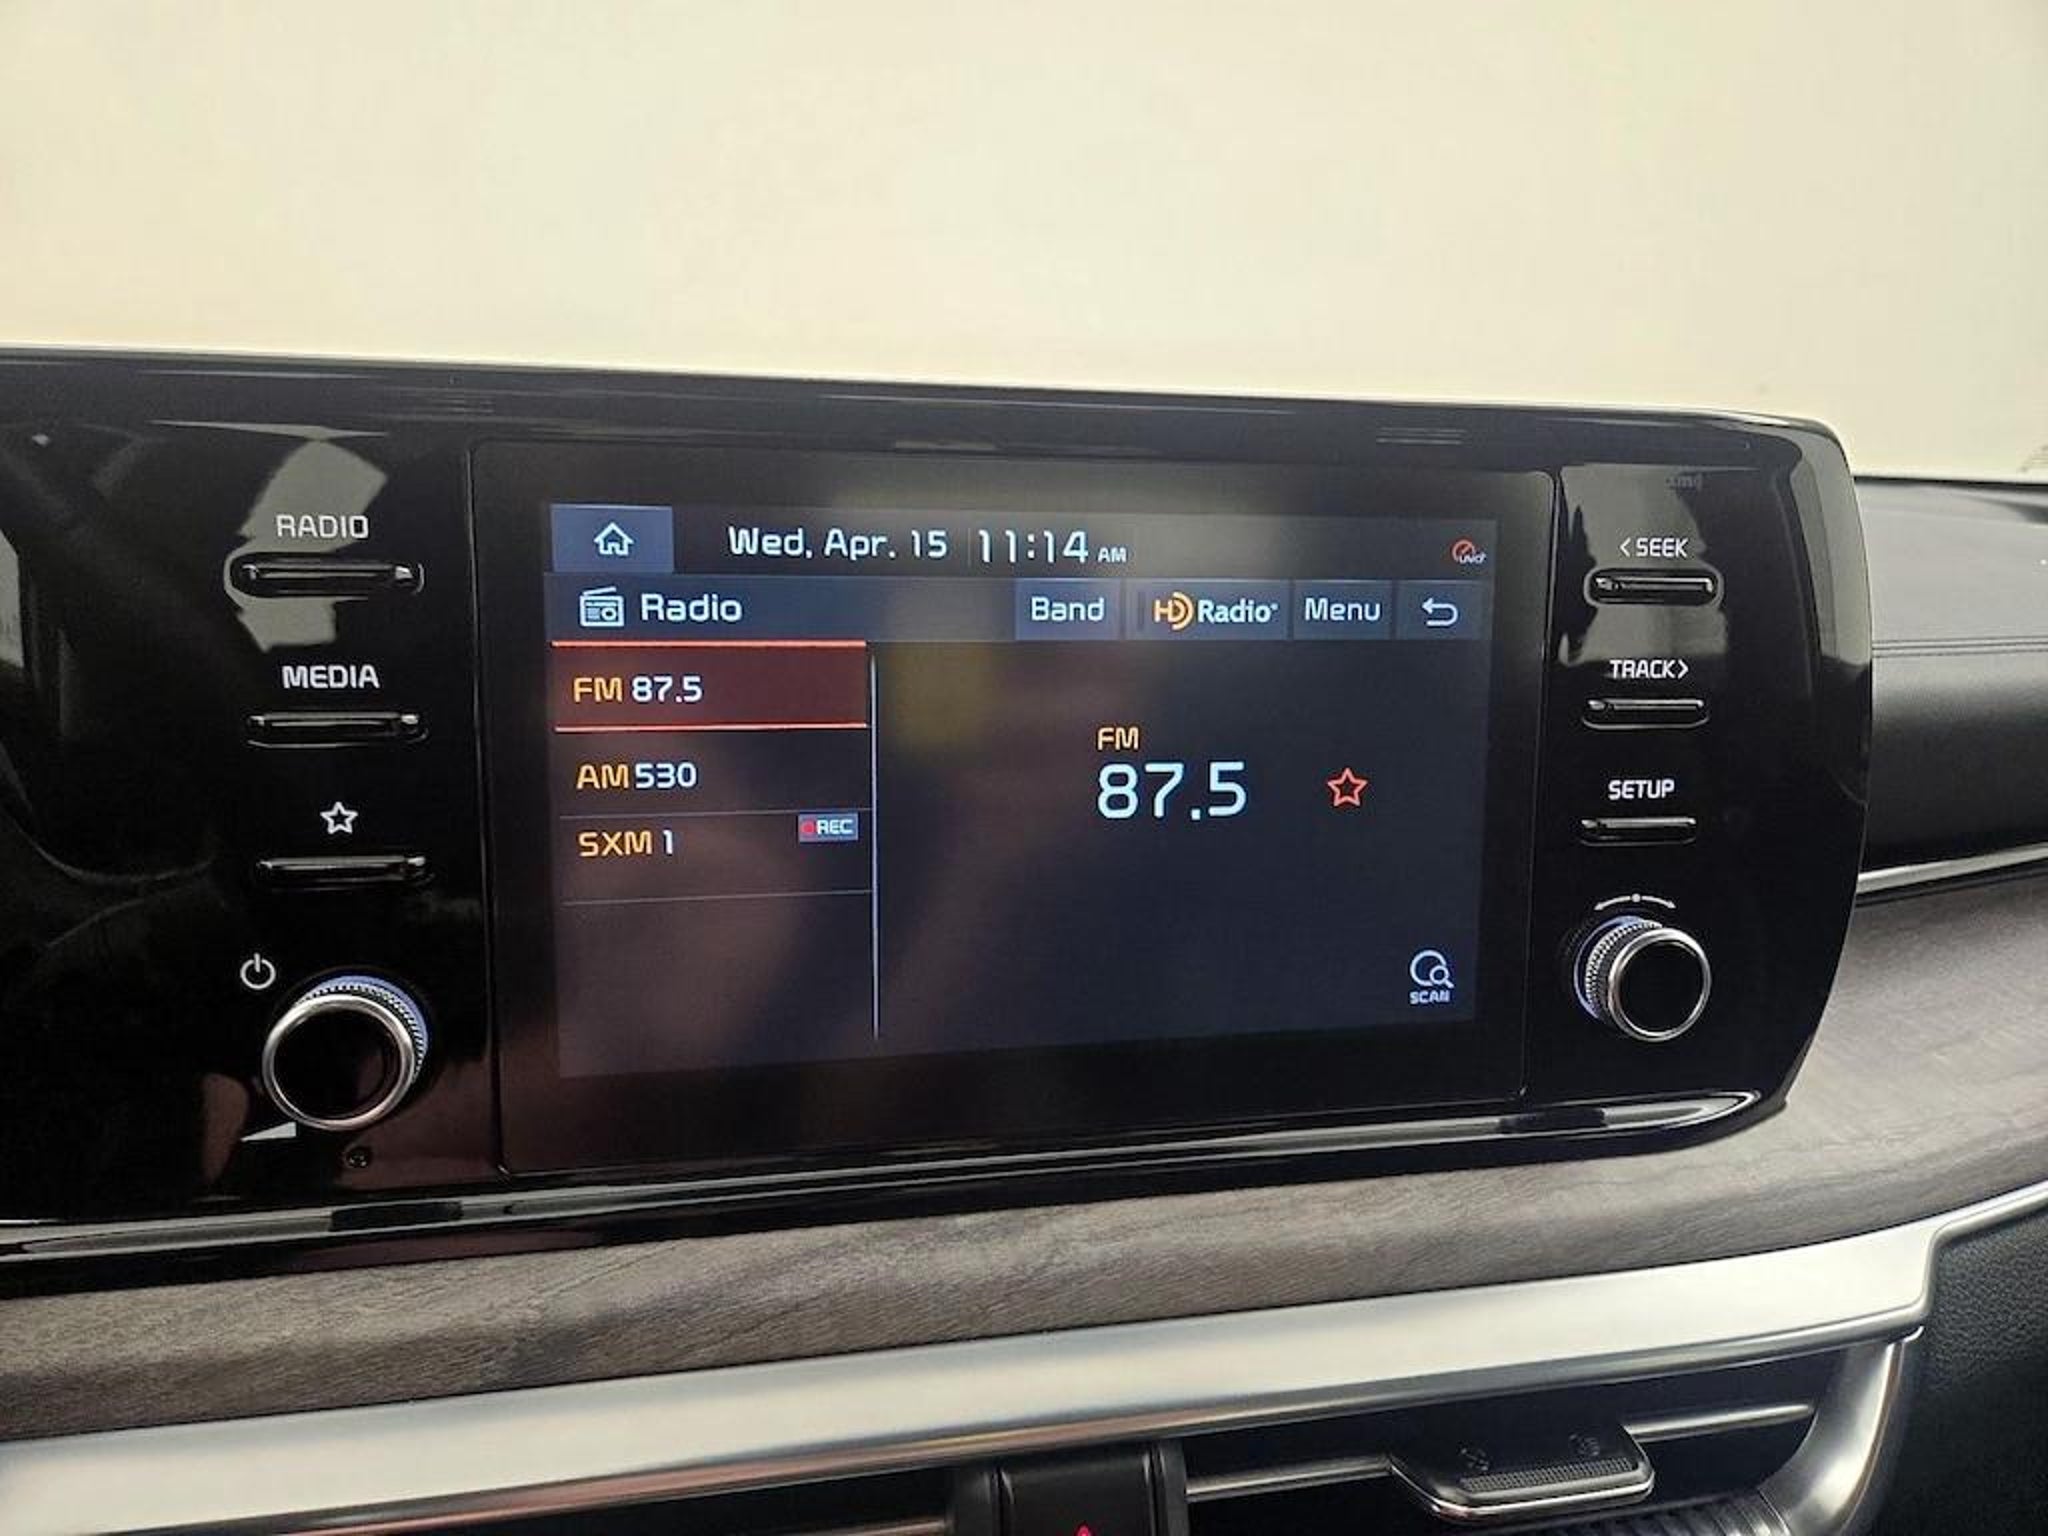 RADIO
MEDIA
Wed, Apr. 15 11:14 AM
Radio
Band
HD Radio
Menu
FM 87.5
AM 530
SXM 1
REC
FM
87.5
SCAN
< SEEK
TRACK >
SETUP